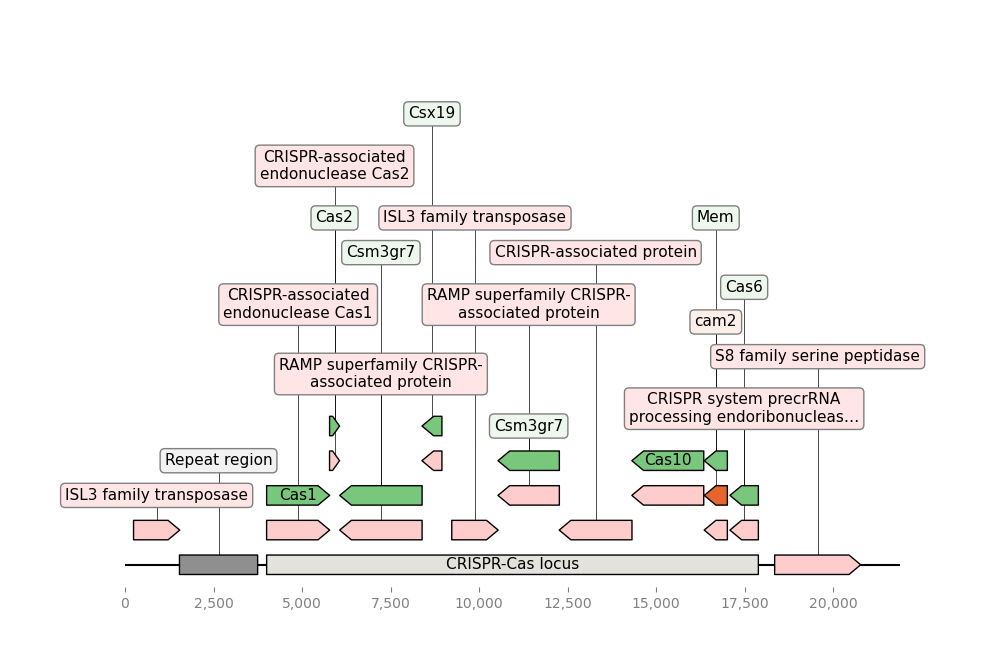 Csx19
CRISPR-associated
endonuclease Cas2
Cas2
ISL3 family transposase
Mem
Csm3gr7
CRISPR-associated protein
Cas6
CRISPR-associated
endonuclease Cas1
RAMP superfamily CRISPR-
associated protein
cam2
S8 family serine peptidase
RAMP superfamily CRISPR-
associated protein
CRISPR system precrRNA
processing endoribonucleas…
Csm3gr7
Repeat region
Cas10
ISL3 family transposase
Cas1
CRISPR-Cas locus
0 2,500 5,000 7,500 10,000 12,500 15,000 17,500 20,000